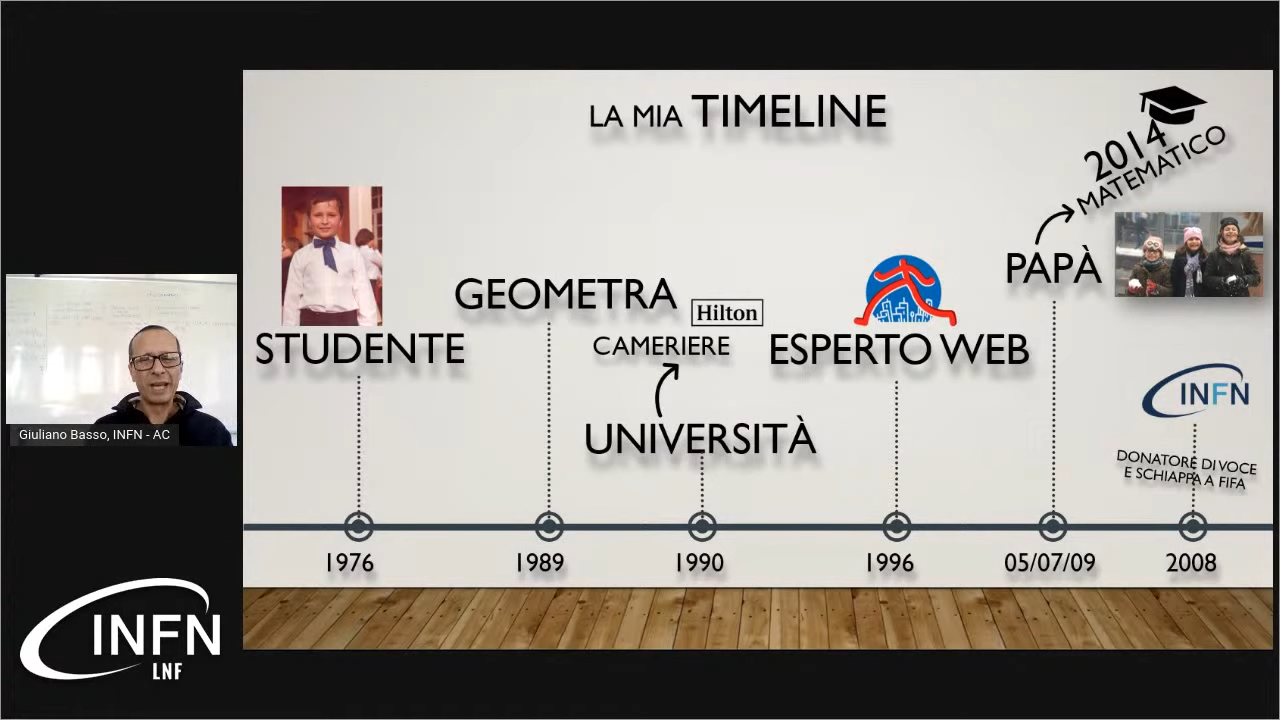 LA MIA TIMELINE
2014
MATEMATICO
PAPÀ
GEOMETRA
Hilton
STUDENTE
CAMERIERE
ESPERTO WEB
INFN
UNIVERSITÀ
DONATORE DI VOCE
E SCHIAPPA A FIFA
1976
1989
1990
1996
05/07/09
2008
Giuliano Basso, INFN - AC
INFN
LNF